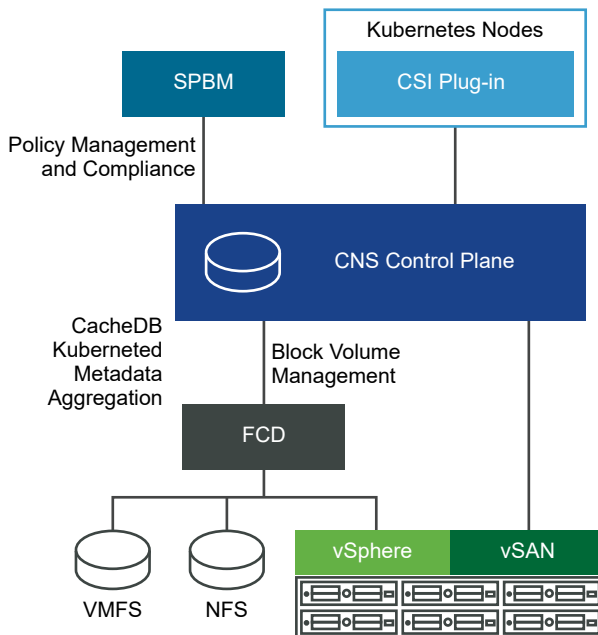 Kubernetes Nodes
SPBM
CSI Plug-in
Policy Management
and Compliance
CNS Control Plane
CacheDB
Kuberneted
Metadata
Aggregation
Block Volume
Management
FCD
vSphere
vSAN
VMFS
NFS